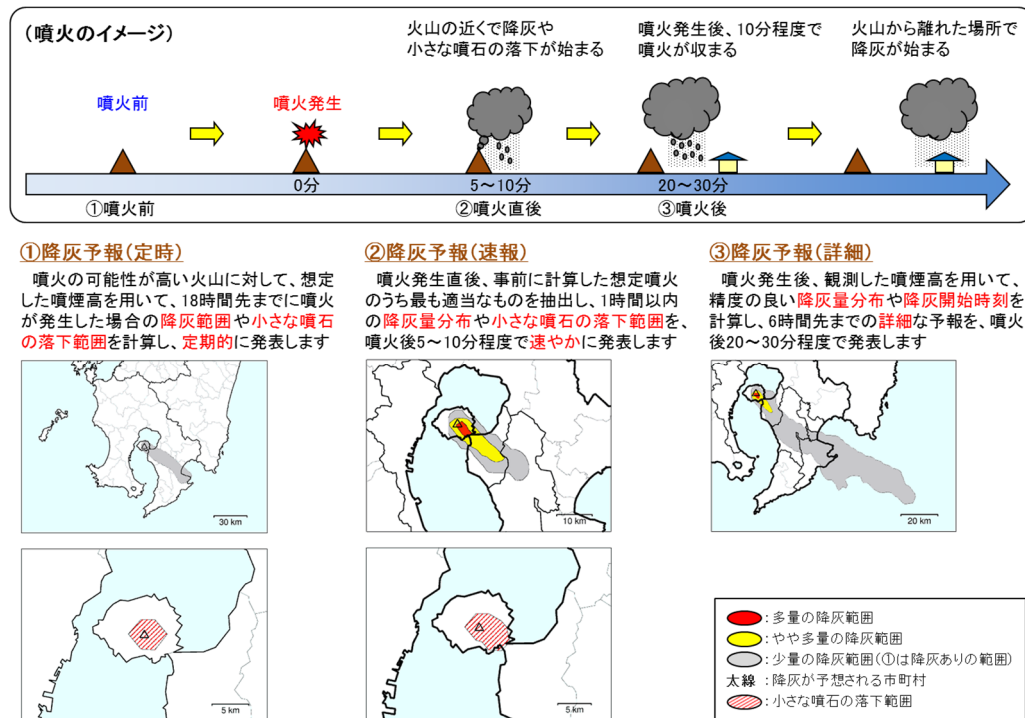 (噴火のイメージ)
火山の近くで降灰や
小さな噴石の落下が始まる
噴火発生後、10分程度で
噴火が収まる
火山から離れた場所で
降灰が始まる
噴火前
噴火発生
0分
5~10分
20~30分
①噴火前
②噴火直後
③噴火後
①降灰予報(定時)
噴火の可能性が高い火山に対して、想定
した噴煙高を用いて、18時間先までに噴火
が発生した場合の降灰範囲や小さな噴石
の落下範囲を計算し、定期的に発表します
30 km
5 km
②降灰予報(速報)
噴火発生直後、事前に計算した想定噴火
のうち最も適当なものを抽出し、1時間以内
の降灰量分布や小さな噴石の落下範囲を、
噴火後5~10分程度で速やかに発表します
10 km
5 km
③降灰予報(詳細)
噴火発生後、観測した噴煙高を用いて、
精度の良い降灰量分布や降灰開始時刻を
計算し、6時間先までの詳細な予報を、噴火
後20~30分程度で発表します
20 km
:多量の降灰範囲
:やや多量の降灰範囲
:少量の降灰範囲(①は降灰ありの範囲)
太線:降灰が予想される市町村
:小さな噴石の落下範囲